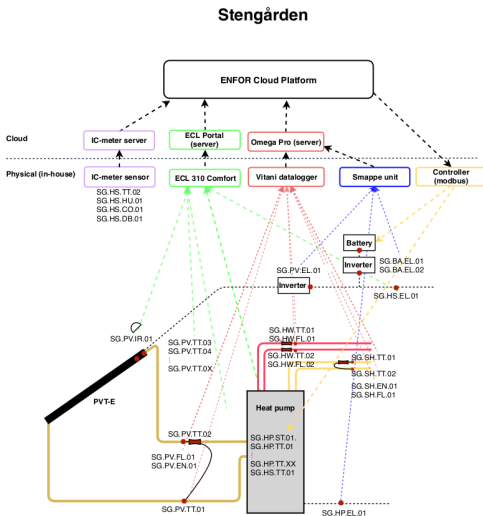 Stengården
ENFOR Cloud Platform
Cloud
IC-meter server
ECL Portal
(server)
Omega Pro (server)
Physical (in-house)
IC-meter sensor
ECL 310 Comfort
Vitani datalogger
Smappe unit
Controller
(modbus)
SG.HS.TT.02
SG.HS.HU.01
SG.HS.CO.01
SG.HS.DB.01
Battery
Inverter
SG.BA.EL.01
SG.BA.EL.02
SG.PV.EL.01
Inverter
SG.HS.EL.01
SG.PV.IR.01
SG.PV.TT.03
SG.PV.TT.04
SG.PV.TT.0X
SG.HW.TT.01
SG.HW.FL.01
SG.HW.TT.02
SG.HW.FL.02
SG.SH.TT.01
SG.SH.TT.02
SG.SH.EN.01
SG.SH.FL.01
PVT-E
Heat pump
SG.PV.TT.02
SG.PV.FL.01
SG.PV.EN.01
SG.HP.ST.01.
SG.HP.TT.01
SG.HP.TT.XX
SG.HS.TT.01
SG.PV.TT.01
SG.HP.EL.01